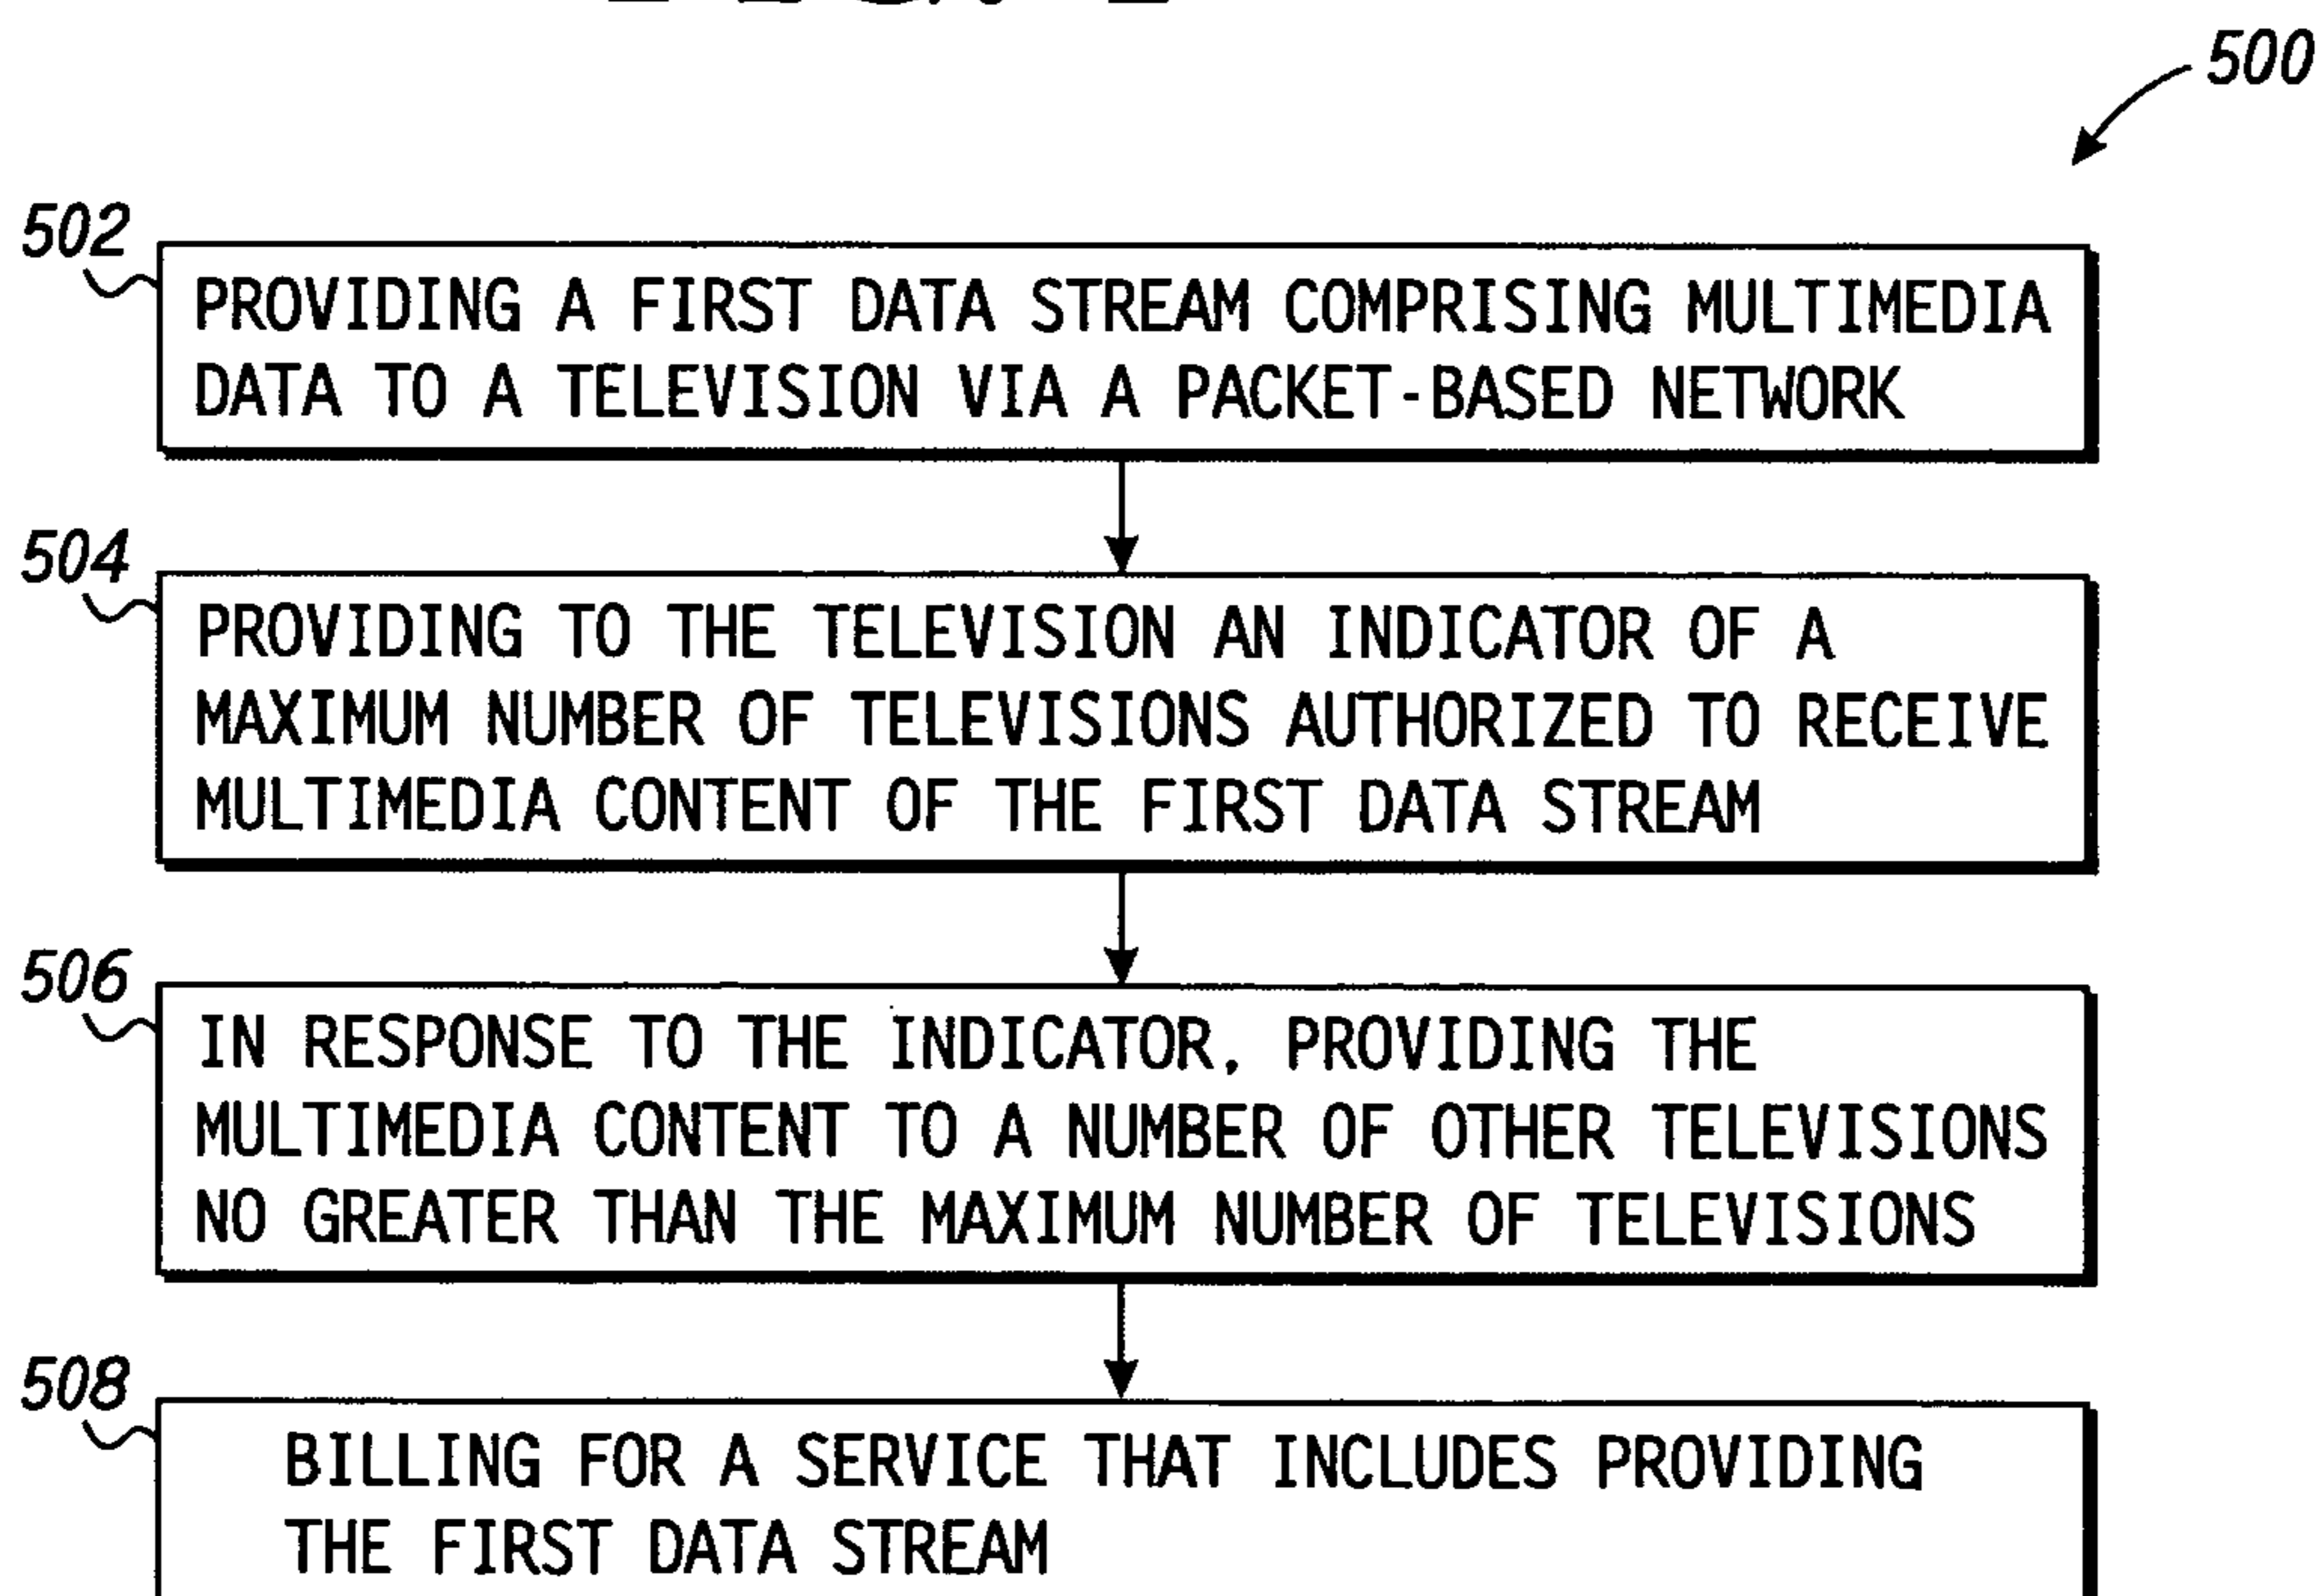 500
502
PROVIDING A FIRST DATA STREAM COMPRISING MULTIMEDIA
DATA TO A TELEVISION VIA A PACKET-BASED NETWORK
504
PROVIDING TO THE TELEVISION AN INDICATOR OF A
MAXIMUM NUMBER OF TELEVISIONS AUTHORIZED TO RECEIVE
MULTIMEDIA CONTENT OF THE FIRST DATA STREAM
506
IN RESPONSE TO THE INDICATOR, PROVIDING THE
MULTIMEDIA CONTENT TO A NUMBER OF OTHER TELEVISIONS
NO GREATER THAN THE MAXIMUM NUMBER OF TELEVISIONS
508
BILLING FOR A SERVICE THAT INCLUDES PROVIDING
THE FIRST DATA STREAM